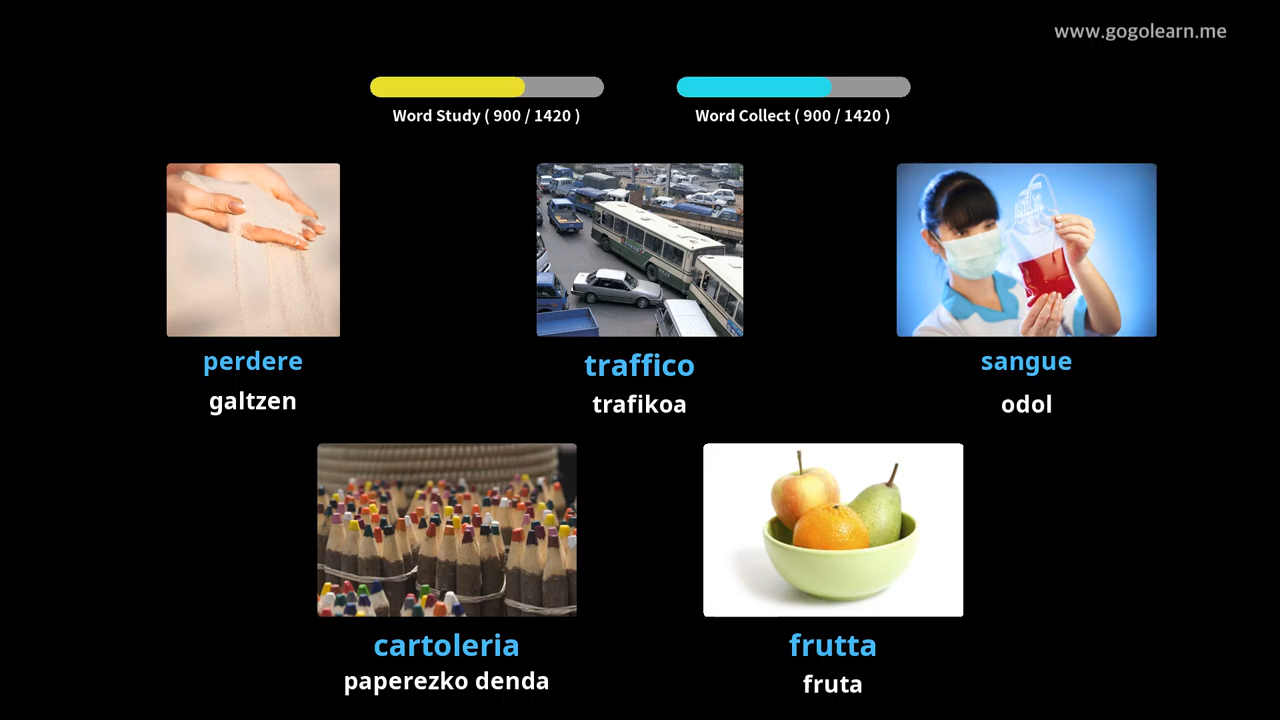 www.gogolearn.me
Word Study ( 900 / 1420 )
Word Collect ( 900 / 1420 )
perdere
galtzen
traffico
trafikoa
sangue
odol
cartoleria
paperezko denda
frutta
fruta